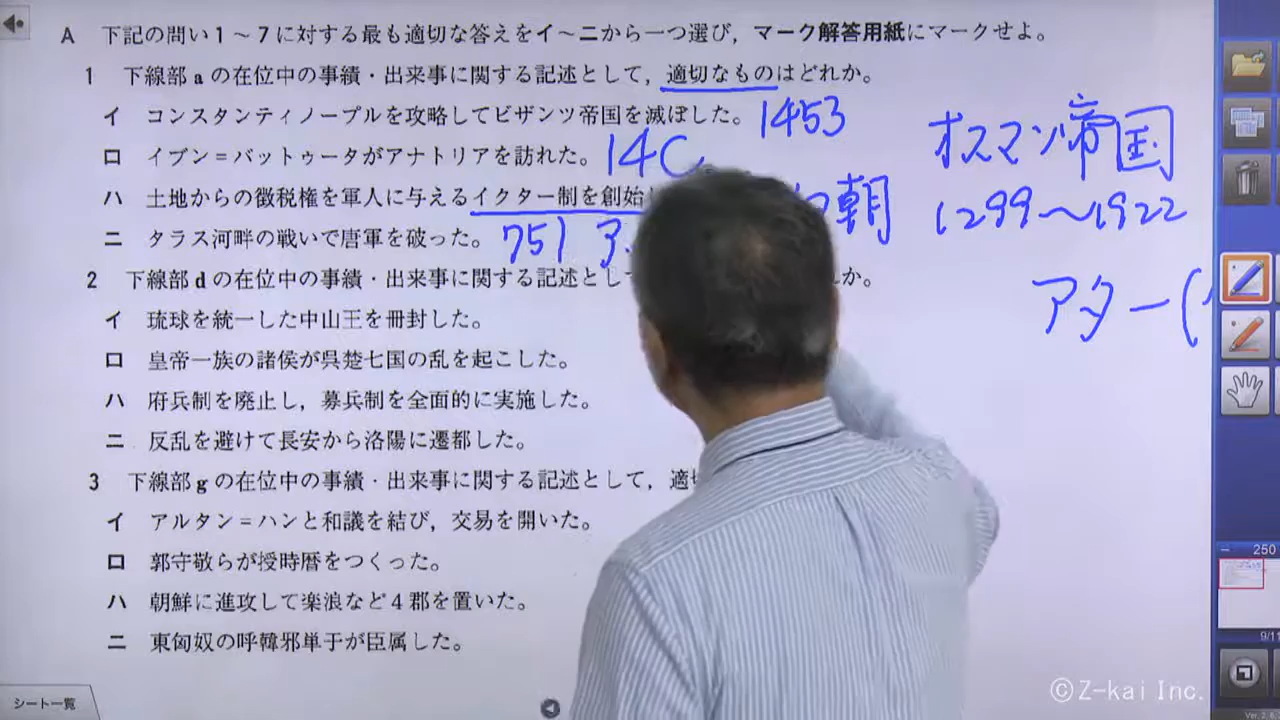 A 下記の問い1～7に対する最も適切な答えをイ～ニから一つ選び，マーク解答用紙にマークせよ。
1 下線部aの在位中の事績・出来事に関する記述として，適切なものはどれか。
イ コンスタンティノープルを攻略してビザンツ帝国を滅ぼした。 1453
ロ イブン＝バットゥータがアナトリアを訪れた。 14C
ハ 土地からの徴税権を軍人に与えるイクター制を創始 朝
ニ タラス河畔の戦いで唐軍を破った。 751 ア
オスマン帝国
1299～1922
アター(
2 下線部dの在位中の事績・出来事に関する記述とし か。
イ 琉球を統一した中山王を冊封した。
ロ 皇帝一族の諸侯が呉楚七国の乱を起こした。
ハ 府兵制を廃止し，募兵制を全面的に実施した。
ニ 反乱を避けて長安から洛陽に遷都した。
3 下線部gの在位中の事績・出来事に関する記述として，適
イ アルタン＝ハンと和議を結び，交易を開いた。
ロ 郭守敬らが授時暦をつくった。
ハ 朝鮮に進攻して楽浪など4郡を置いた。
ニ 東匈奴の呼韓邪単于が臣属した。
シート一覧
250
9/11
©Z-kai Inc.